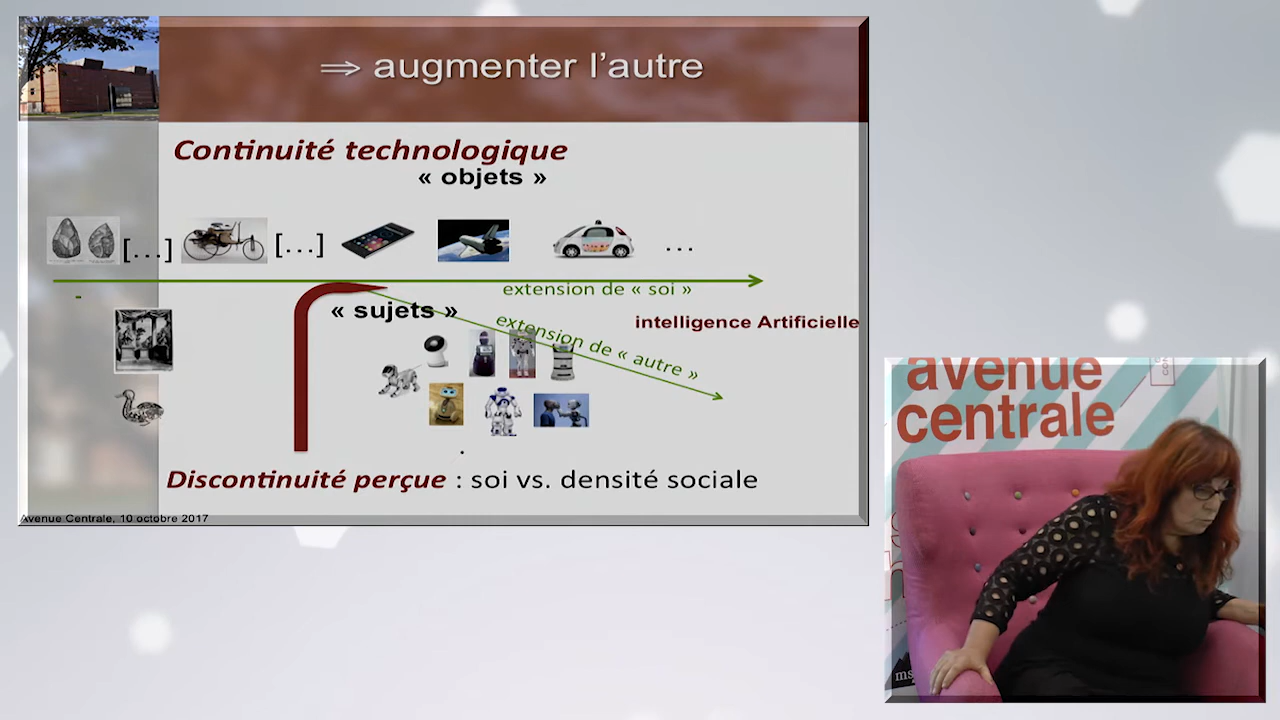 ⇒ augmenter l'autre
Continuité technologique
« objets »
[...] [...] ...
extension de « soi »
« sujets »
extension de « autre »
intelligence Artificielle
Discontinuité perçue : soi vs. densité sociale
Avenue Centrale, 10 octobre 2017
avenue
centrale